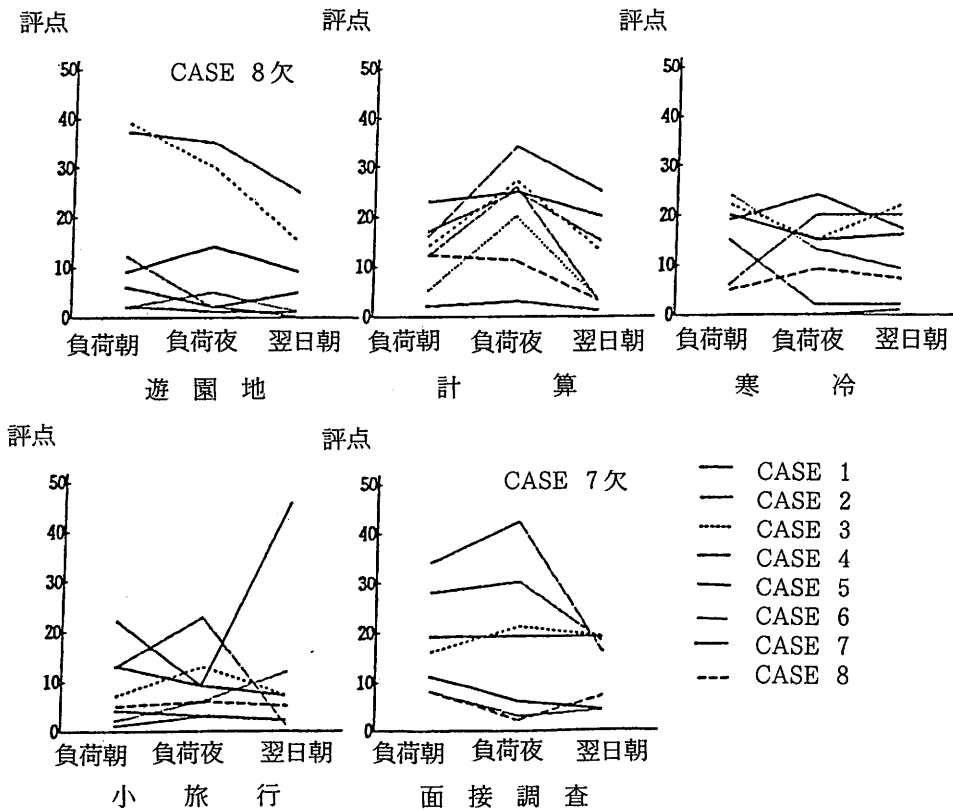 評点 評点 評点
CASE 8欠
50 50 50
40 40 40
30 30 30
20 20 20
10 10 10
0 0 0
負荷朝 負荷夜 翌日朝 負荷朝 負荷夜 翌日朝 負荷朝 負荷夜 翌日朝
遊園地 計算 寒冷
評点 評点
CASE 7欠
50 50
40 40
30 30
20 20
10 10
0 0
負荷朝 負荷夜 翌日朝 負荷朝 負荷夜 翌日朝
小旅行 面接調査
CASE 1
CASE 2
CASE 3
CASE 4
CASE 5
CASE 6
CASE 7
CASE 8